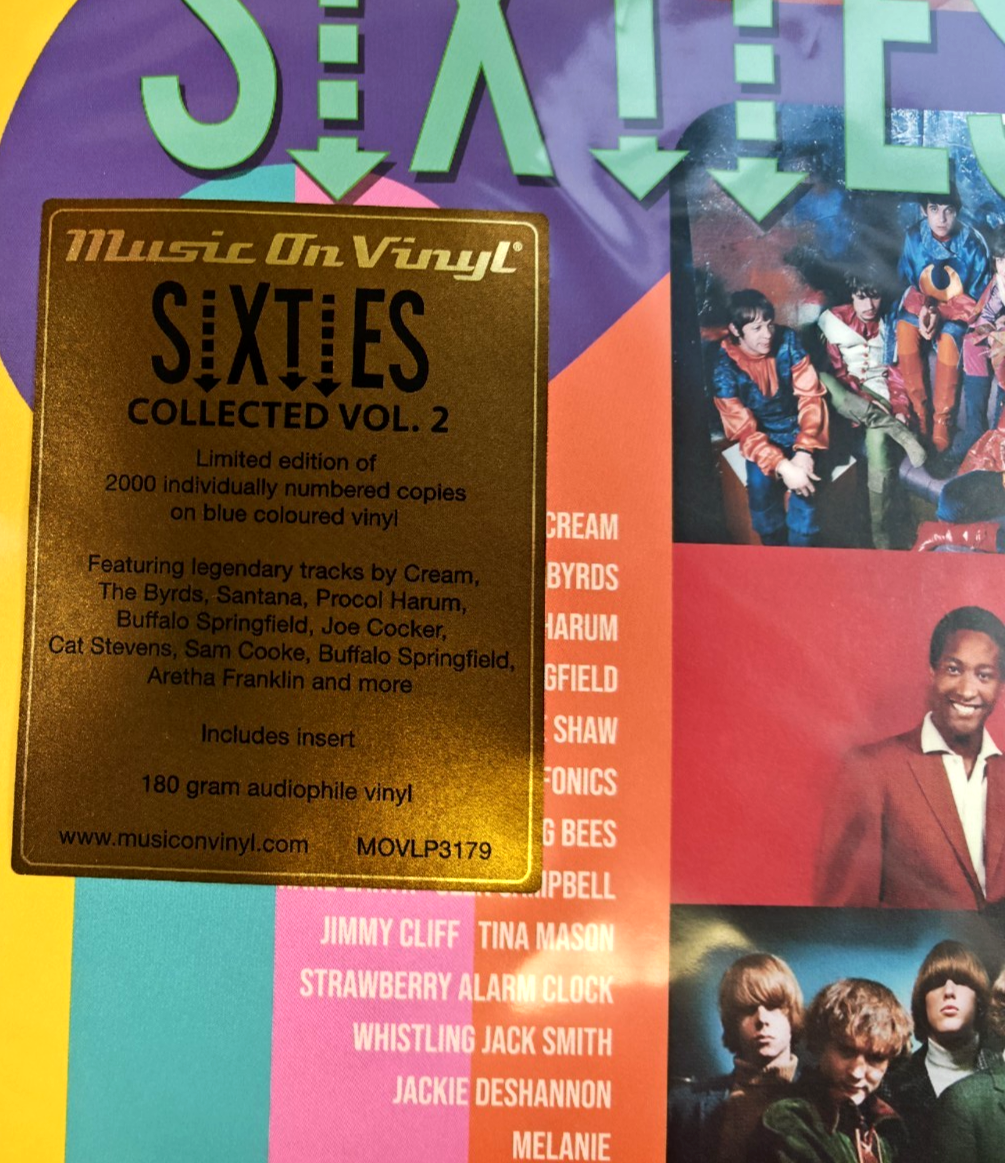 SIXTIES
Music On Vinyl®
SIXTIES
COLLECTED VOL. 2
Limited edition of
2000 individually numbered copies
on blue coloured vinyl
Featuring legendary tracks by Cream,
The Byrds, Santana, Procol Harum,
Buffalo Springfield, Joe Cocker,
Cat Stevens, Sam Cooke, Buffalo Springfield,
Aretha Franklin and more
Includes insert
180 gram audiophile vinyl
www.musiconvinyl.com MOVLP3179
CREAM
BYRDS
HARUM
GFIELD
SHAW
FONICS
G BEES
CAMPBELL
JIMMY CLIFF TINA MASON
STRAWBERRY ALARM CLOCK
WHISTLING JACK SMITH
JACKIE DESHANNON
MELANIE